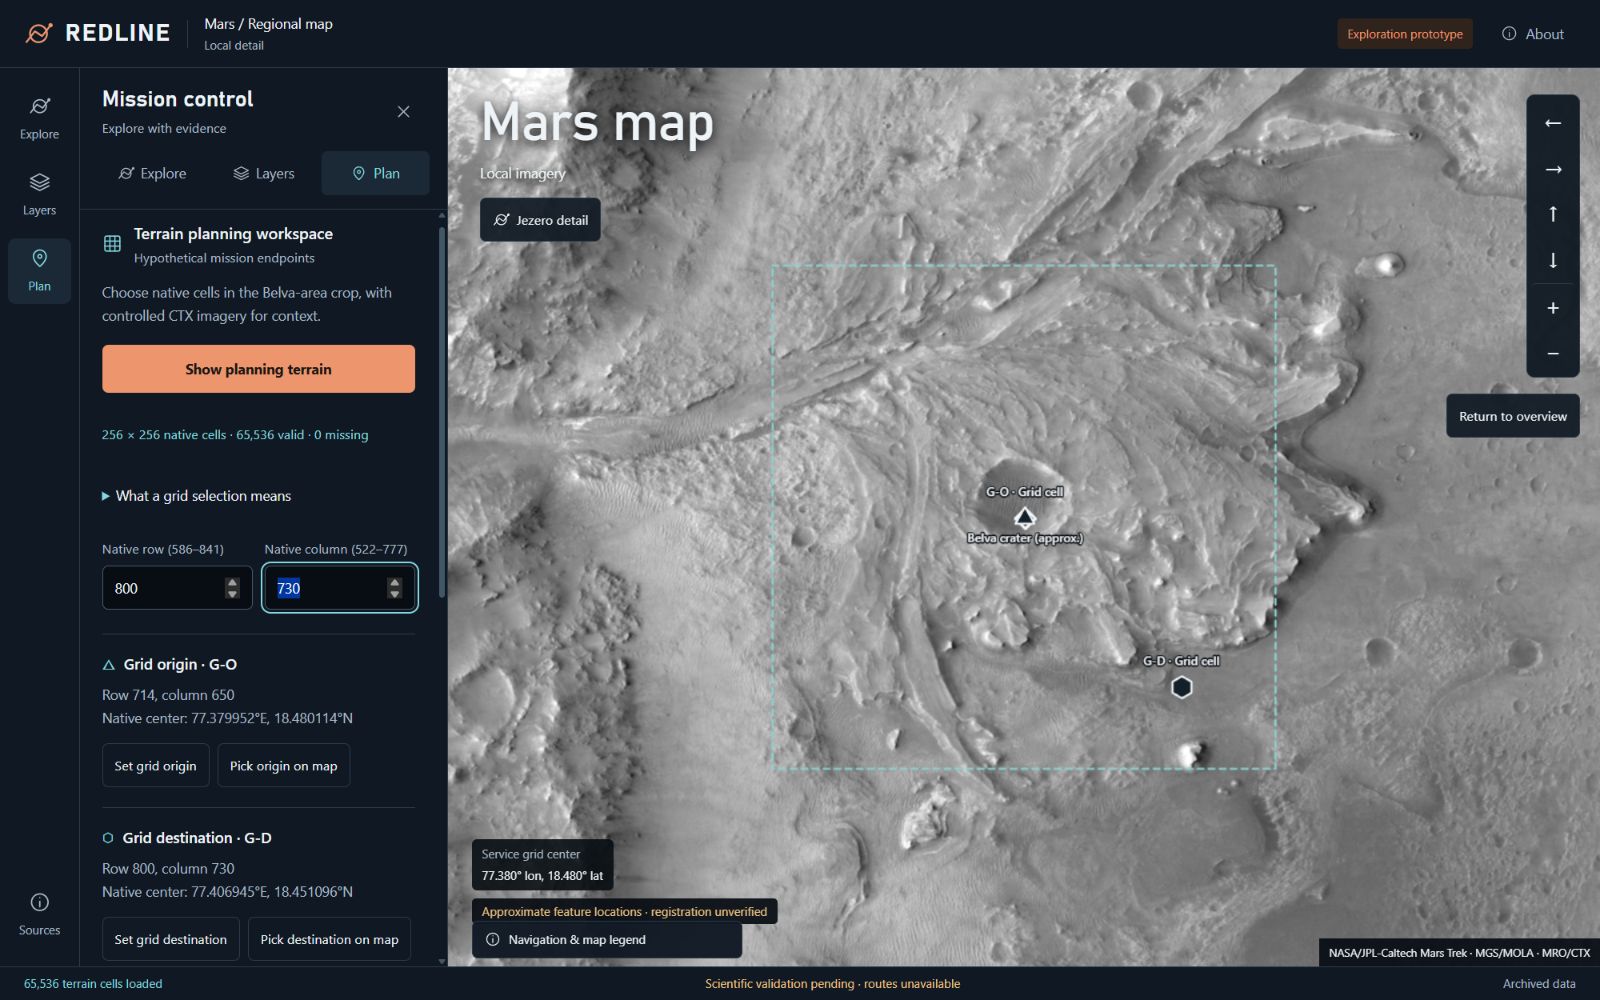 REDLINE
Mars / Regional map
Local detail
Exploration prototype
About
Explore
Layers
Plan
Sources
Mission control
Explore with evidence
Explore
Layers
Plan
Terrain planning workspace
Hypothetical mission endpoints
Choose native cells in the Belva-area crop, with
controlled CTX imagery for context.
Show planning terrain
256 × 256 native cells · 65,536 valid · 0 missing
What a grid selection means
Native row (586–841)
Native column (522–777)
800
730
Grid origin · G-O
Row 714, column 650
Native center: 77.379952°E, 18.480114°N
Set grid origin
Pick origin on map
Grid destination · G-D
Row 800, column 730
Native center: 77.406945°E, 18.451096°N
Set grid destination
Pick destination on map
Mars map
Local imagery
Jezero detail
Return to overview
G-O · Grid cell
Belva crater (approx.)
G-D · Grid cell
Service grid center
77.380° lon, 18.480° lat
Approximate feature locations · registration unverified
Navigation & map legend
NASA/JPL-Caltech Mars Trek · MGS/MOLA · MRO/CTX
65,536 terrain cells loaded
Scientific validation pending · routes unavailable
Archived data